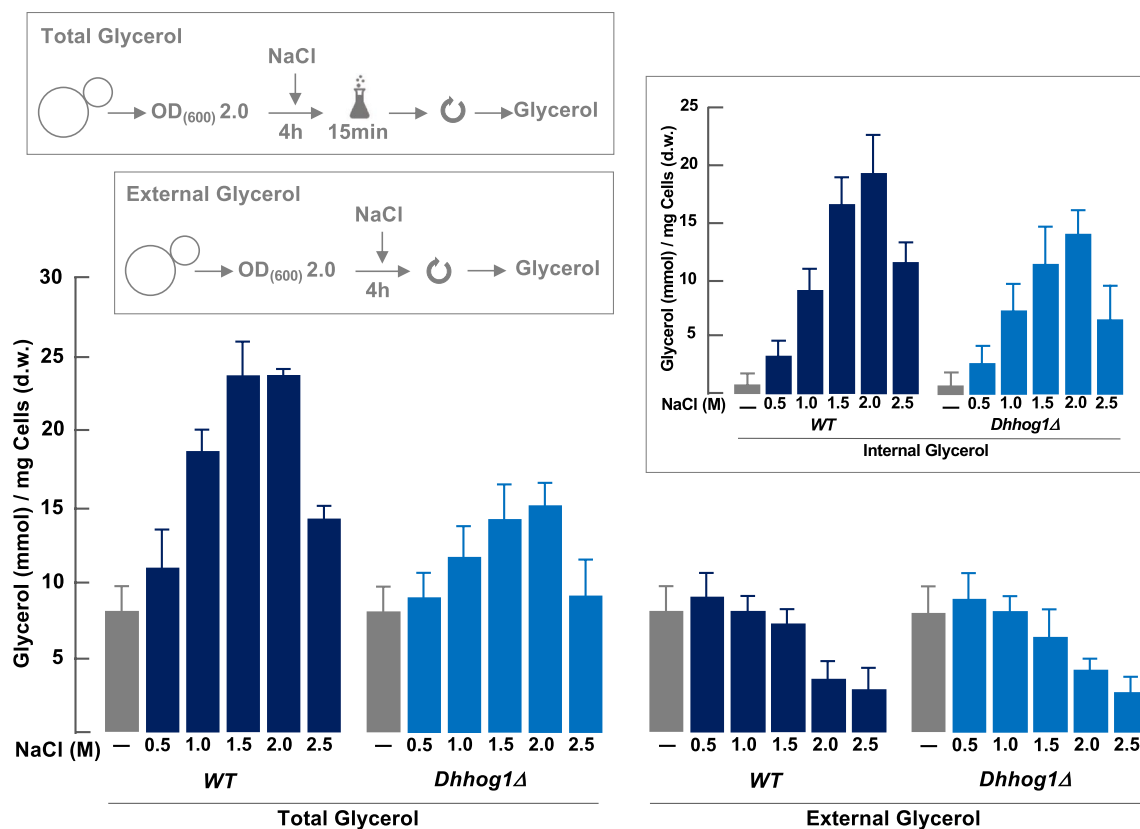 Total Glycerol
NaCl
OD(600) 2.0
Glycerol
4h
15min
External Glycerol
NaCl
OD(600) 2.0
Glycerol
4h
Glycerol (mmol) / mg Cells (d.w.)
30
25
20
15
10
5
NaCl (M)
— 0.5 1.0 1.5 2.0 2.5
— 0.5 1.0 1.5 2.0 2.5
WT
Dhhog1Δ
Total Glycerol
Glycerol (mmol) / mg Cells (d.w.)
25
20
15
10
5
NaCl (M)
— 0.5 1.0 1.5 2.0 2.5
— 0.5 1.0 1.5 2.0 2.5
WT
Dhhog1Δ
Internal Glycerol
— 0.5 1.0 1.5 2.0 2.5
— 0.5 1.0 1.5 2.0 2.5
WT
Dhhog1Δ
External Glycerol